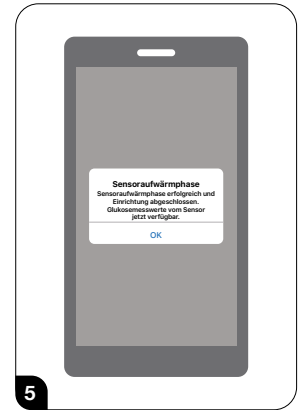 Sensoraufwärmphase
Sensoraufwärmphase erfolgreich und
Einrichtung abgeschlossen.
Glukosemesswerte vom Sensor
jetzt verfügbar.
OK
5